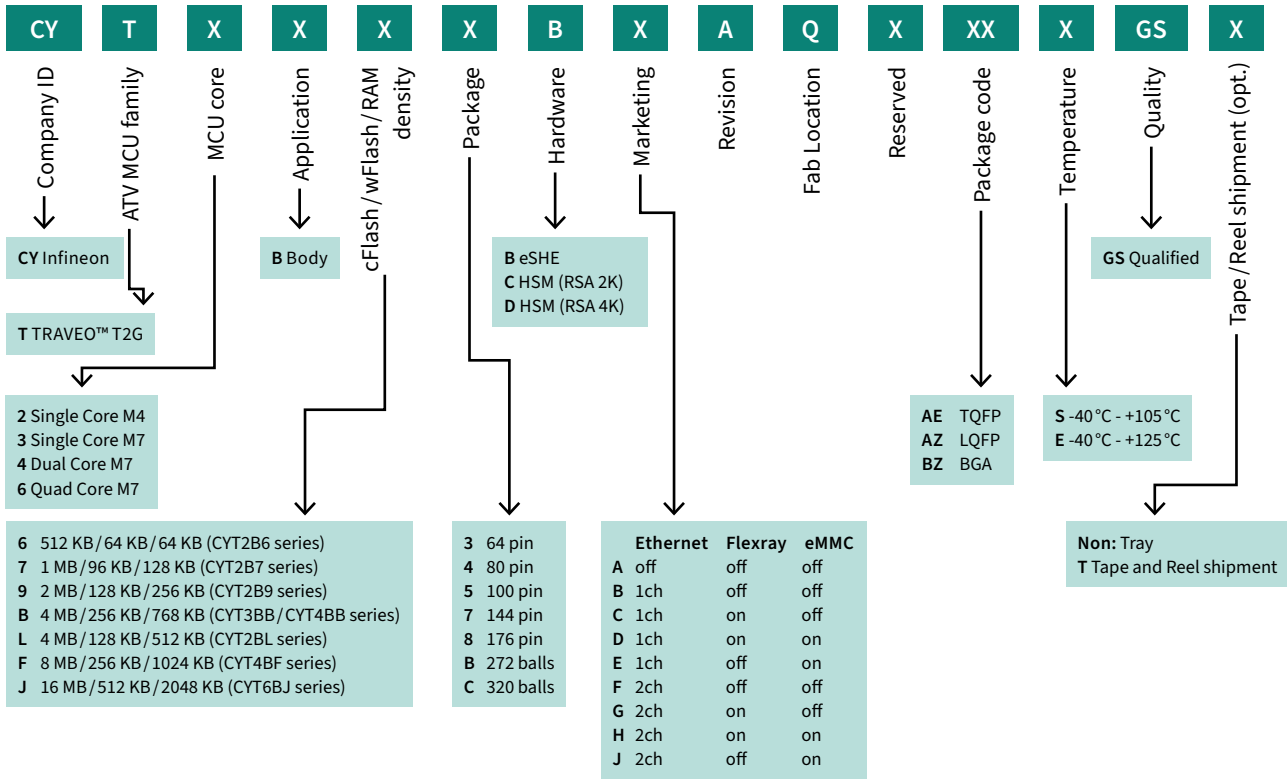 CY T X X X X B X A Q X XX X GS X
Company ID
ATV MCU family
MCU core
Application
cFlash/wFlash/RAM
density
Package
Hardware
Marketing
Revision
Fab Location
Reserved
Package code
Temperature
Quality
Tape/Reel shipment (opt.)
CY Infineon
T TRAVEO™ T2G
2 Single Core M4
3 Single Core M7
4 Dual Core M7
6 Quad Core M7
B Body
6 512 KB/64 KB/64 KB (CYT2B6 series)
7 1 MB/96 KB/128 KB (CYT2B7 series)
9 2 MB/128 KB/256 KB (CYT2B9 series)
B 4 MB/256 KB/768 KB (CYT3BB/CYT4BB series)
L 4 MB/128 KB/512 KB (CYT2BL series)
F 8 MB/256 KB/1024 KB (CYT4BF series)
J 16 MB/512 KB/2048 KB (CYT6BJ series)
3 64 pin
4 80 pin
5 100 pin
7 144 pin
8 176 pin
B 272 balls
C 320 balls
B eSHE
C HSM (RSA 2K)
D HSM (RSA 4K)
Ethernet Flexray eMMC
A off off off
B 1ch off off
C 1ch on off
D 1ch on on
E 1ch off on
F 2ch off off
G 2ch on off
H 2ch on on
J 2ch off on
AE TQFP
AZ LQFP
BZ BGA
S -40°C - +105°C
E -40°C - +125°C
GS Qualified
Non: Tray
T Tape and Reel shipment